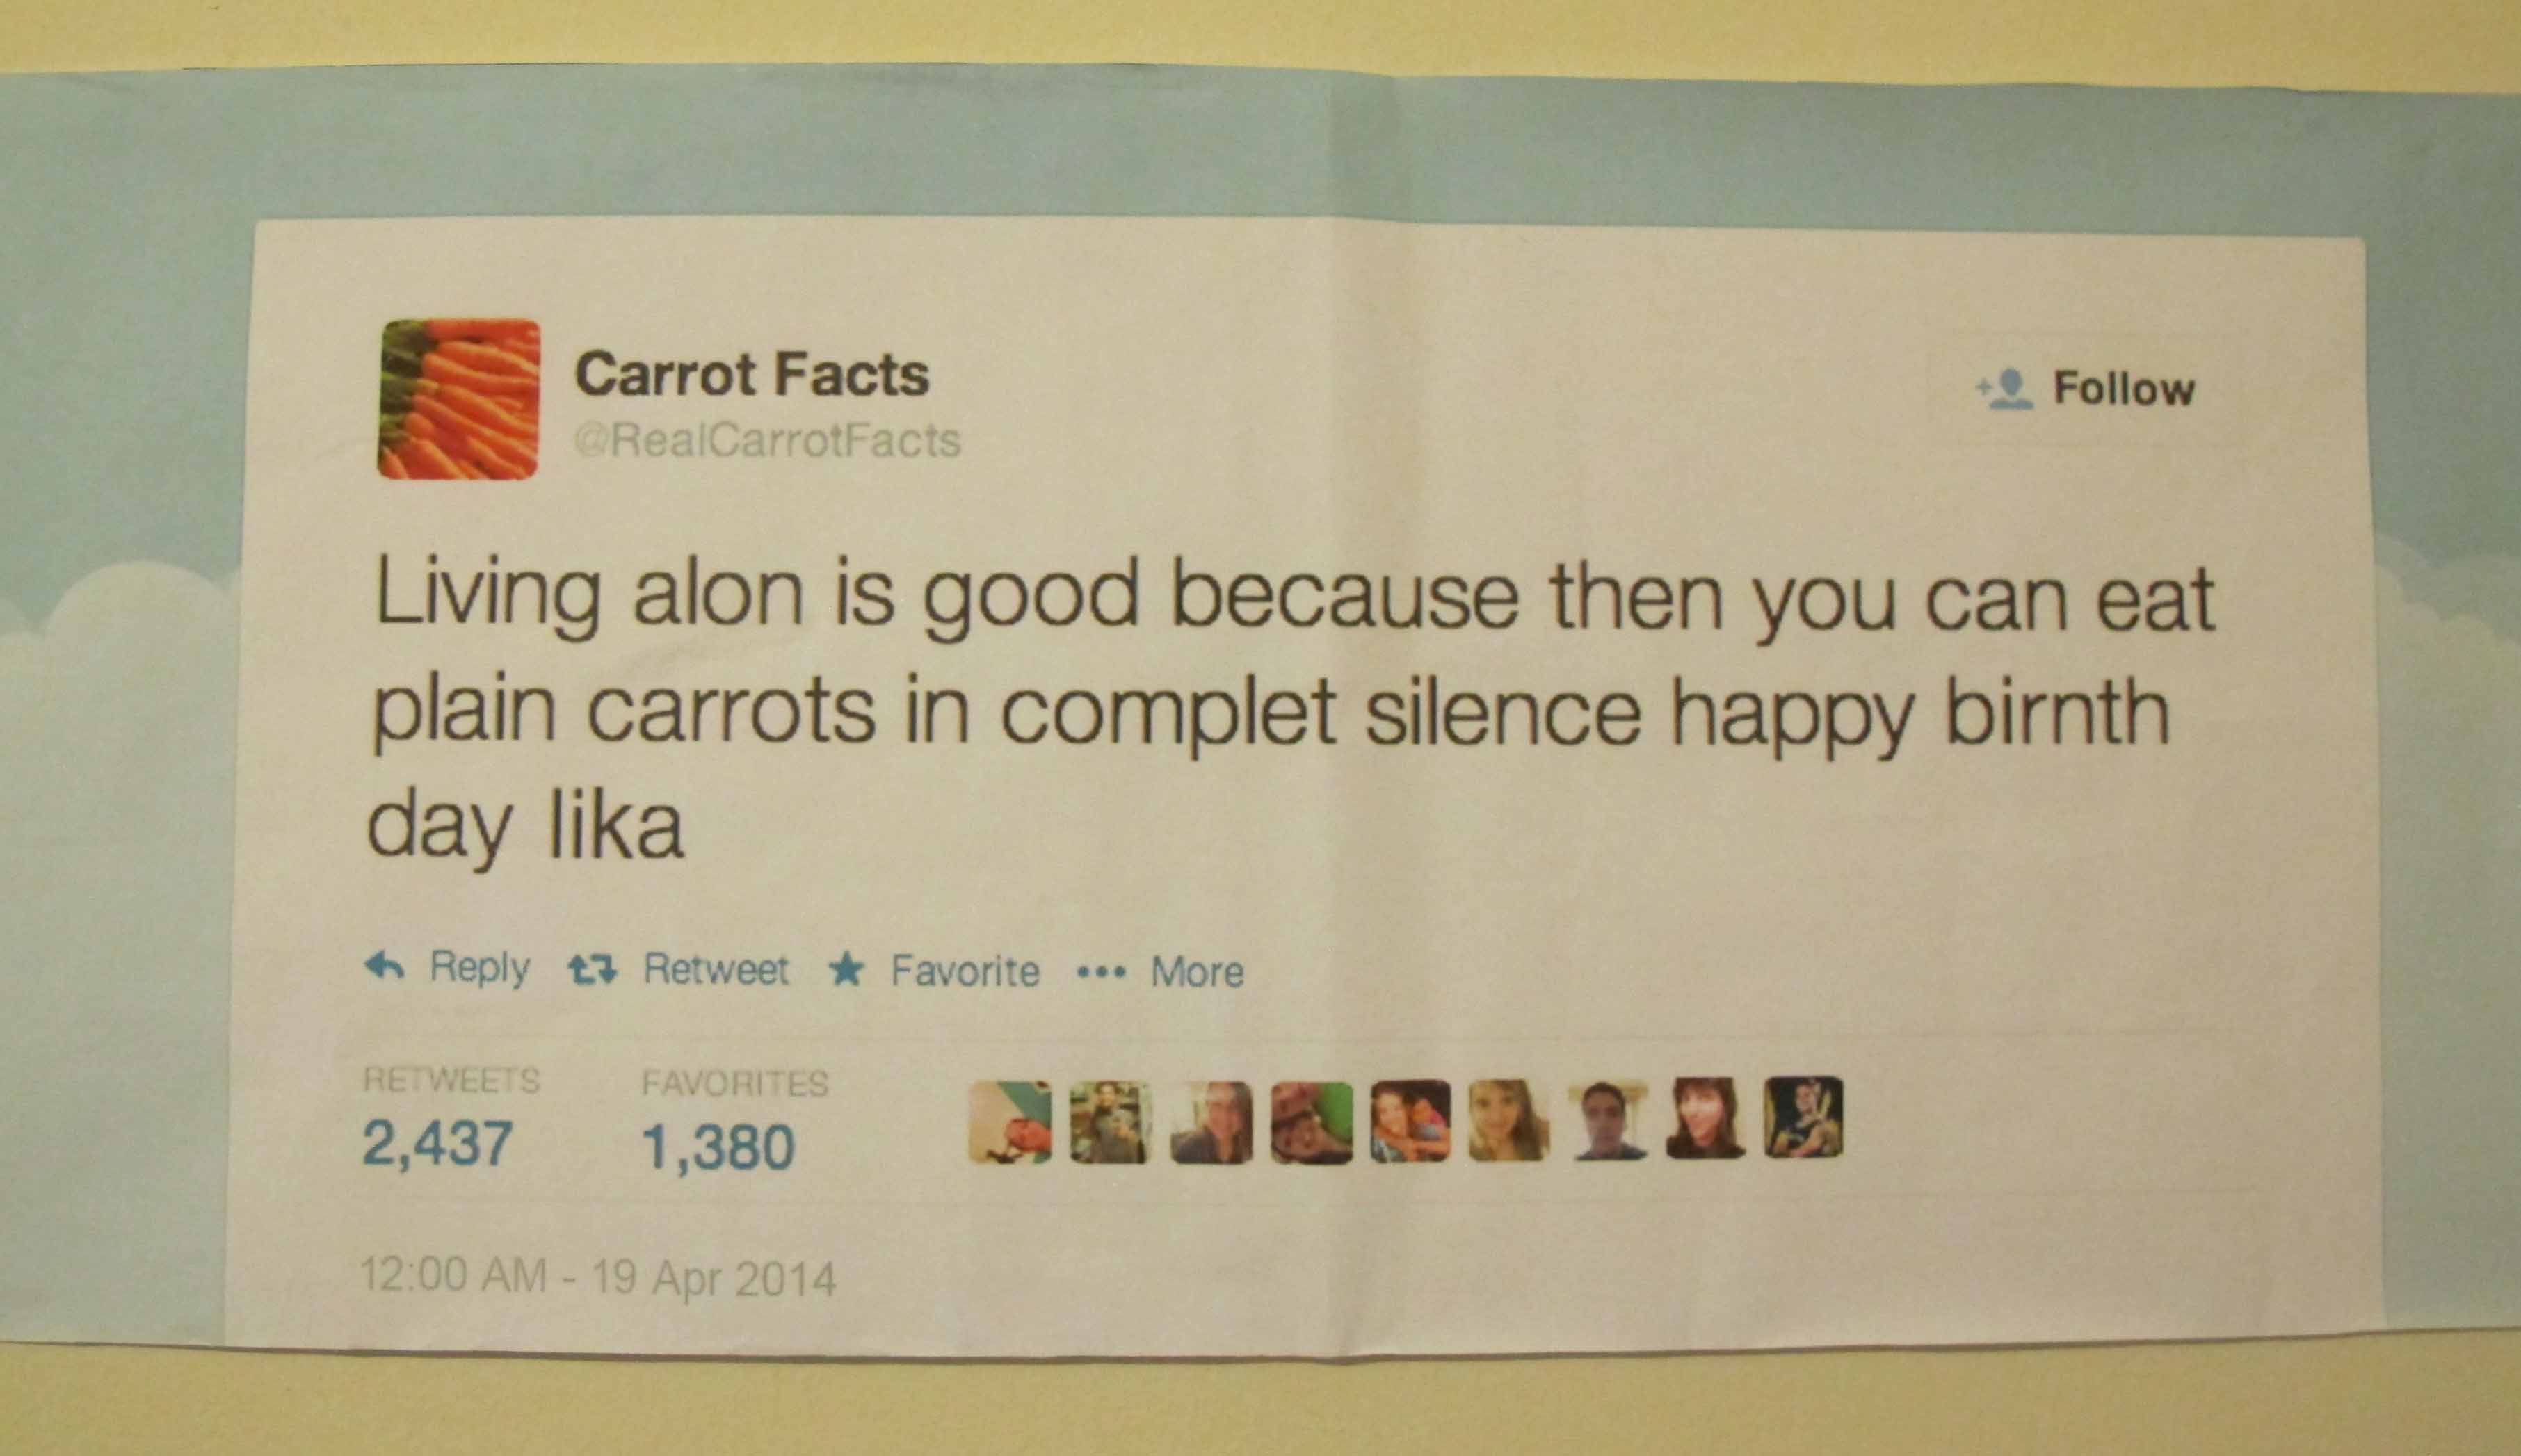 Carrot Facts
@RealCarrotFacts
Follow
Living alon is good because then you can eat
plain carrots in complet silence happy birnth
day lika
Reply Retweet Favorite ••• More
RETWEETS FAVORITES
2,437 1,380
12:00 AM - 19 Apr 2014